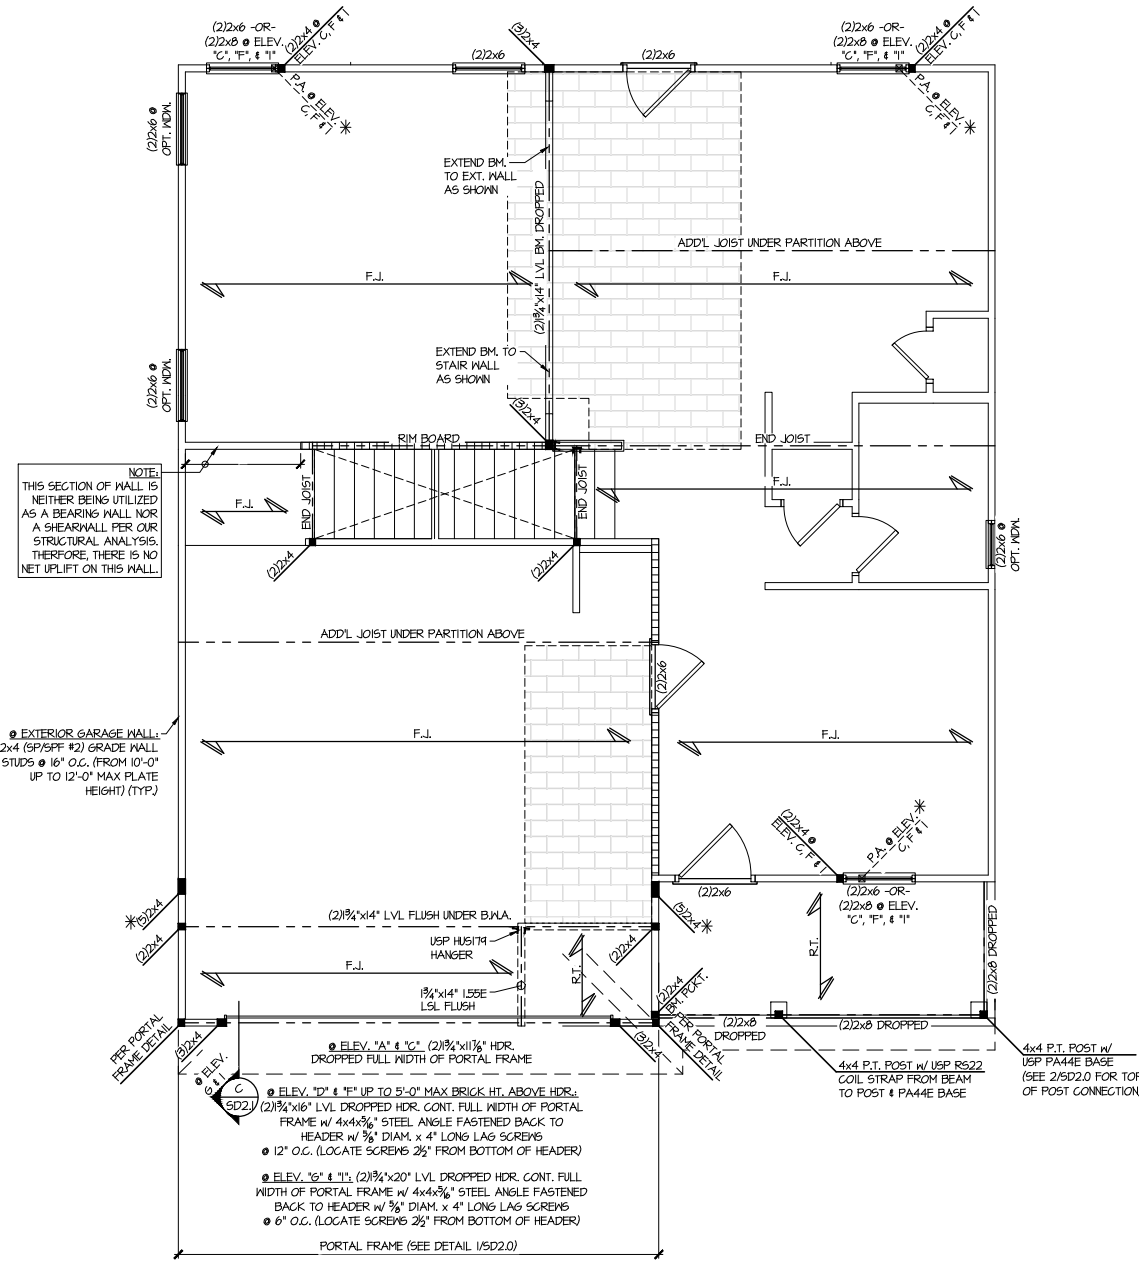 (2)2x6 -OR-
(2)2x8 @ ELEV.
"C", "F", & "I"
(2)2x4 @
ELEV. C, F & I
P.A. @ ELEV.
C, F & I
*
(2)2x6
(3)2x4
(2)2x6
(2)2x6 -OR-
(2)2x8 @ ELEV.
"C", "F", & "I"
(2)2x4 @
ELEV. C, F & I
P.A. @ ELEV.
C, F & I
*
(2)2x6 @
OPT. WDW.
EXTEND BM.
TO EXT. WALL
AS SHOWN
(2)1¾"x14" LVL BM. DROPPED
ADD'L JOIST UNDER PARTITION ABOVE
F.J.
F.J.
(2)2x6 @
OPT. WDW.
EXTEND BM. TO
STAIR WALL
AS SHOWN
(3)2x4
RIM BOARD
END JOIST
NOTE:
THIS SECTION OF WALL IS
NEITHER BEING UTILIZED
AS A BEARING WALL NOR
A SHEARWALL PER OUR
STRUCTURAL ANALYSIS.
THERFORE, THERE IS NO
NET UPLIFT ON THIS WALL.
F.J.
END JOIST
END JOIST
F.J.
(2)2x6 @
OPT. WDW.
(2)2x4
(2)2x4
ADD'L JOIST UNDER PARTITION ABOVE
(2)2x6
@ EXTERIOR GARAGE WALL:
2x4 (SP/SPF #2) GRADE WALL
STUDS @ 16" O.C. (FROM 10'-0"
UP TO 12'-0" MAX PLATE
HEIGHT) (TYP.)
F.J.
F.J.
(2)2x4 @
ELEV. C, F & I
P.A. @ ELEV.
C, F & I
*
(2)2x6
(2)2x6 -OR-
(2)2x8 @ ELEV.
"C", "F", & "I"
*(5)2x4
(2)2x4
(2)1¾"x14" LVL FLUSH UNDER B.W.A.
(5)2x4*
(2)2x4
USP HUS179
HANGER
F.J.
R.T.
R.T.
1¾"x14" 1.55E
LSL FLUSH
(2)2x4
BM. PCKT.
(2)2x8 DROPPED
PER PORTAL
FRAME DETAIL
(3)2x4
(3)2x4
PER PORTAL
FRAME DETAIL
(2)2x8
DROPPED
(2)2x8 DROPPED
@ ELEV. "A" & "C" (2)1¾"x11⅞" HDR.
DROPPED FULL WIDTH OF PORTAL FRAME
4x4 P.T. POST w/ USP RS22
COIL STRAP FROM BEAM
TO POST & PA44E BASE
4x4 P.T. POST w/
USP PA44E BASE
(SEE 2/SD2.0 FOR TOP
OF POST CONNECTION)
@ ELEV.
G & I
C
SD2.1
@ ELEV. "D" & "F" UP TO 5'-0" MAX BRICK HT. ABOVE HDR.:
(2)1¾"x16" LVL DROPPED HDR. CONT. FULL WIDTH OF PORTAL
FRAME w/ 4x4x⁵⁄₁₆" STEEL ANGLE FASTENED BACK TO
HEADER w/ ⅝" DIAM. x 4" LONG LAG SCREWS
@ 12" O.C. (LOCATE SCREWS 2½" FROM BOTTOM OF HEADER)
@ ELEV. "G" & "I": (2)1¾"x20" LVL DROPPED HDR. CONT. FULL
WIDTH OF PORTAL FRAME w/ 4x4x⁵⁄₁₆" STEEL ANGLE FASTENED
BACK TO HEADER w/ ⅝" DIAM. x 4" LONG LAG SCREWS
@ 6" O.C. (LOCATE SCREWS 2½" FROM BOTTOM OF HEADER)
PORTAL FRAME (SEE DETAIL 1/SD2.0)